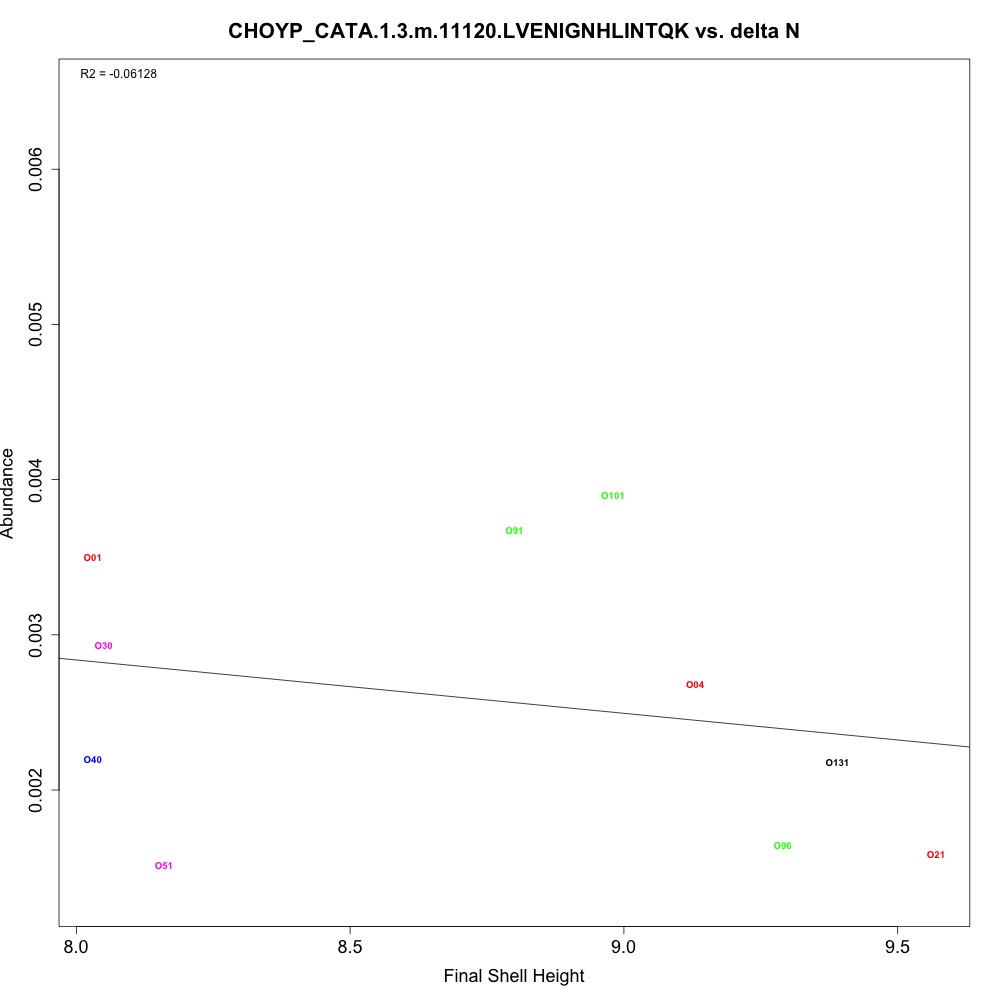 CHOYP_CATA.1.3.m.11120.LVENIGNHLINTQK vs. delta N
R2 = -0.06128
0.006
0.005
0.004
0.003
0.002
Abundance
O101
O91
O01
O30
O04
O40
O131
O96
O21
O51
8.0
8.5
9.0
9.5
Final Shell Height